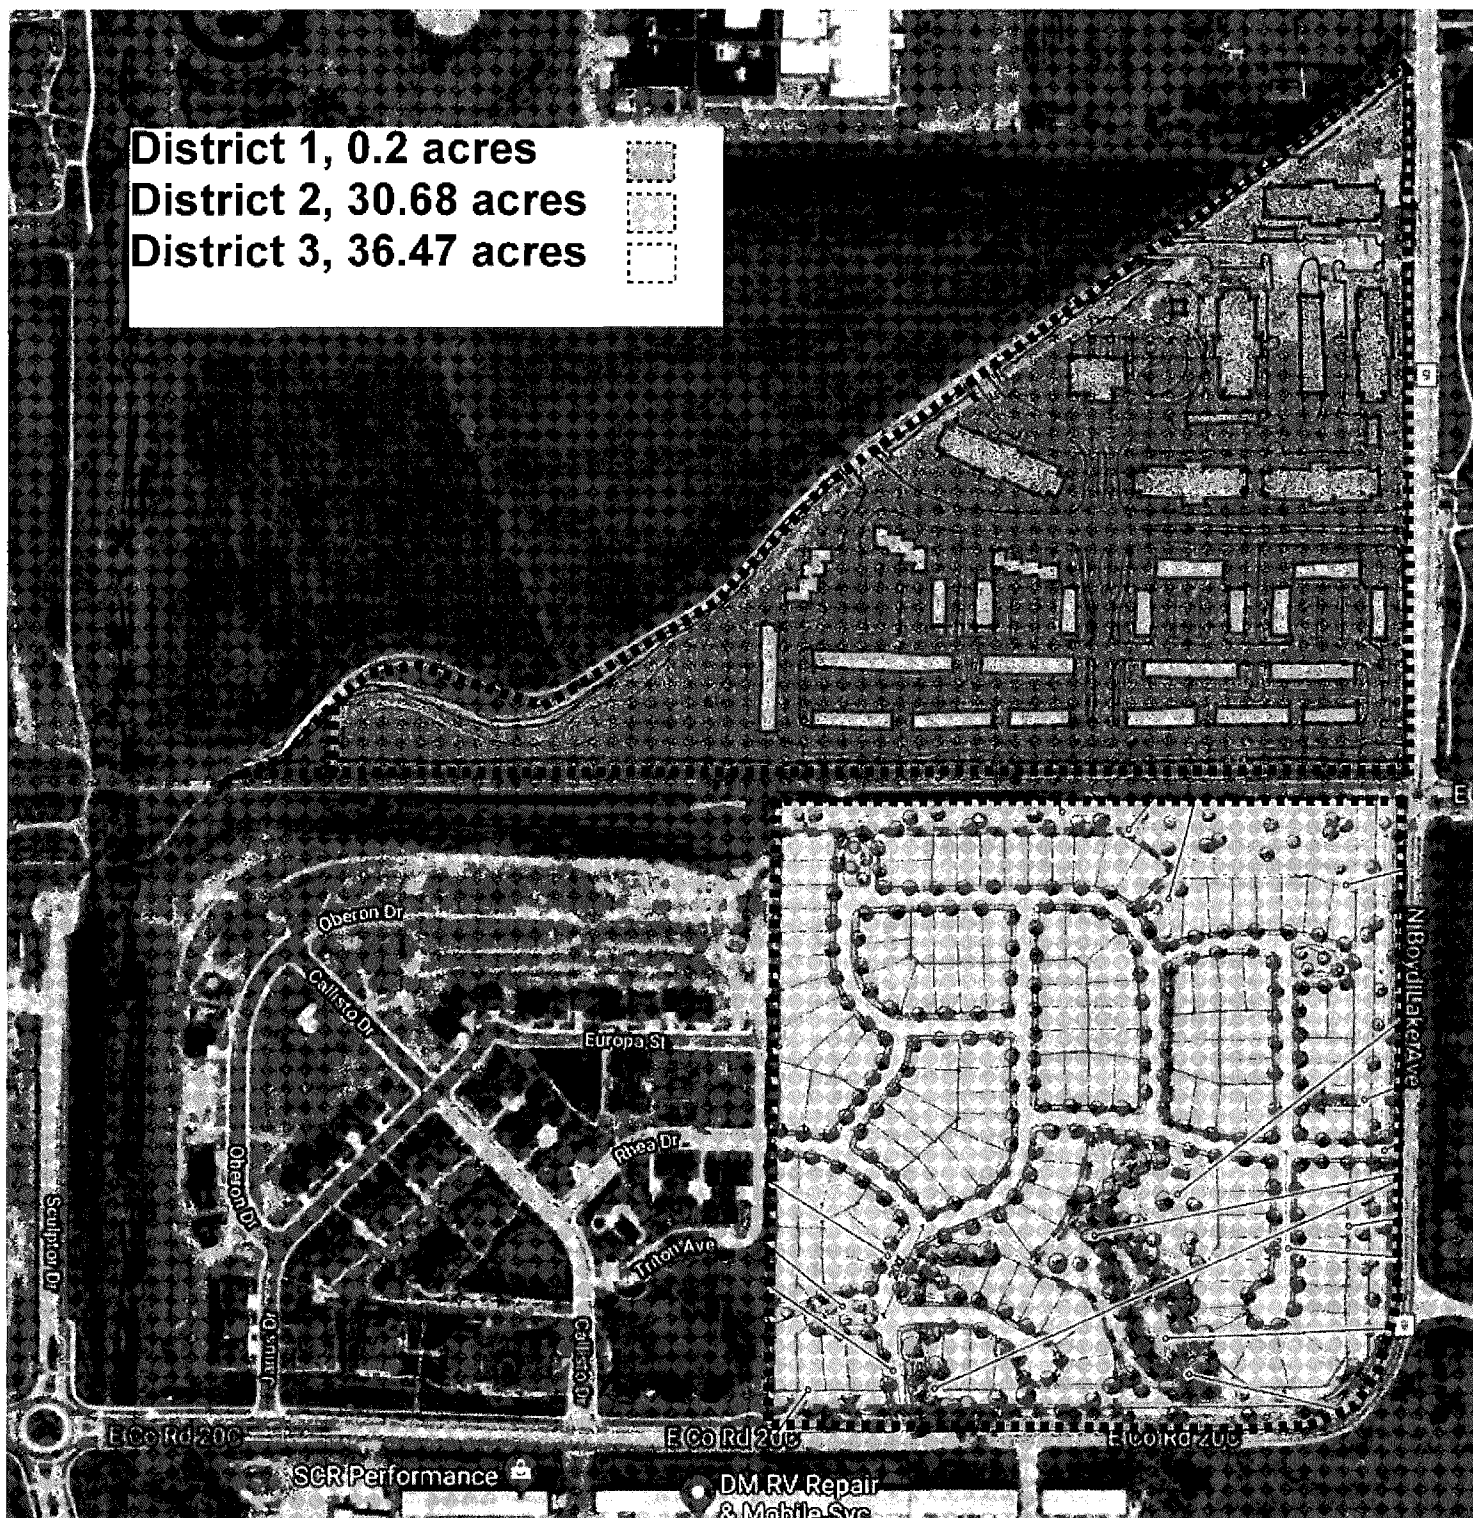 District 1, 0.2 acres
District 2, 30.68 acres
District 3, 36.47 acres
Oberon Dr
Callisto Dr
Europa St
N Boyd Lake Ave
Rhea Dr
Oberon Dr
Sculptor Dr
Triton Ave
Janus Dr
Callisto Dr
E Co Rd 20C
E Co Rd 20C
E Co Rd 20C
SCR Performance
DM RV Repair
& Mobile Svc